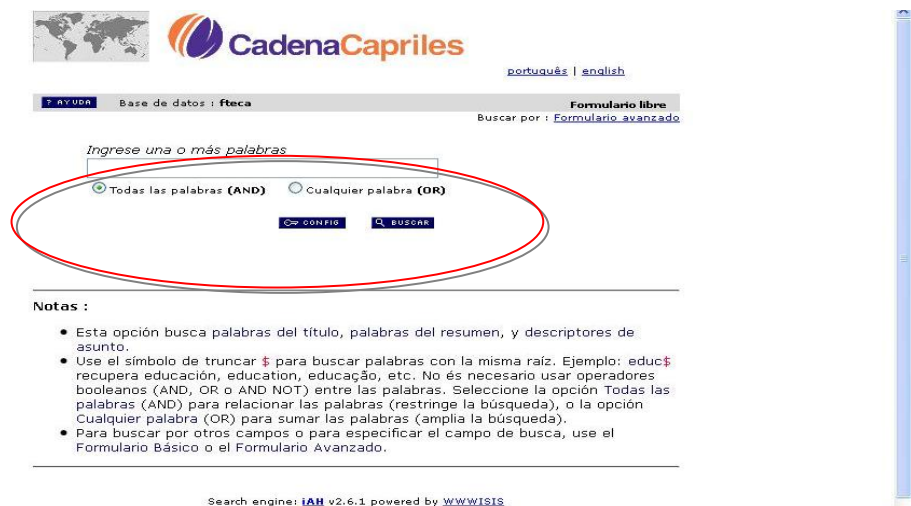 CadenaCapriles
português | english
? AYUDA Base de datos : fteca Formulario libre
Buscar por : Formulario avanzado
Ingrese una o más palabras
Todas las palabras (AND) Cualquier palabra (OR)
CONFIG BUSCAR
Notas :
• Esta opción busca palabras del título, palabras del resumen, y descriptores de
asunto.
• Use el símbolo de truncar $ para buscar palabras con la misma raíz. Ejemplo: educ$
recupera educación, education, educação, etc. No és necesario usar operadores
booleanos (AND, OR o AND NOT) entre las palabras. Seleccione la opción Todas las
palabras (AND) para relacionar las palabras (restringe la búsqueda), o la opción
Cualquier palabra (OR) para sumar las palabras (amplia la búsqueda).
• Para buscar por otros campos o para especificar el campo de busca, use el
Formulario Básico o el Formulario Avanzado.
Search engine: iAH v2.6.1 powered by WWWISIS